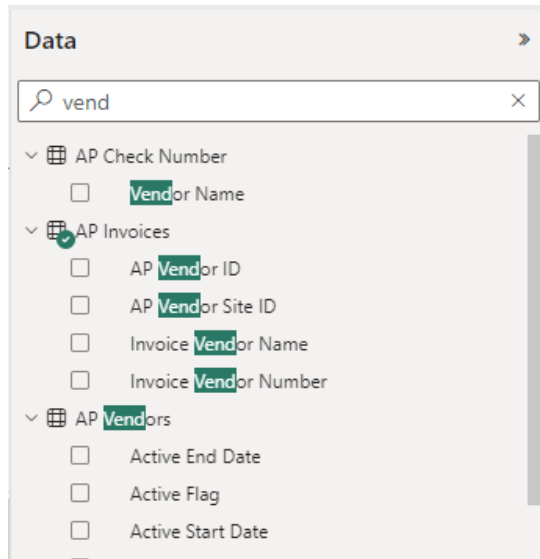 Data
vend
AP Check Number
Vendor Name
AP Invoices
AP Vendor ID
AP Vendor Site ID
Invoice Vendor Name
Invoice Vendor Number
AP Vendors
Active End Date
Active Flag
Active Start Date